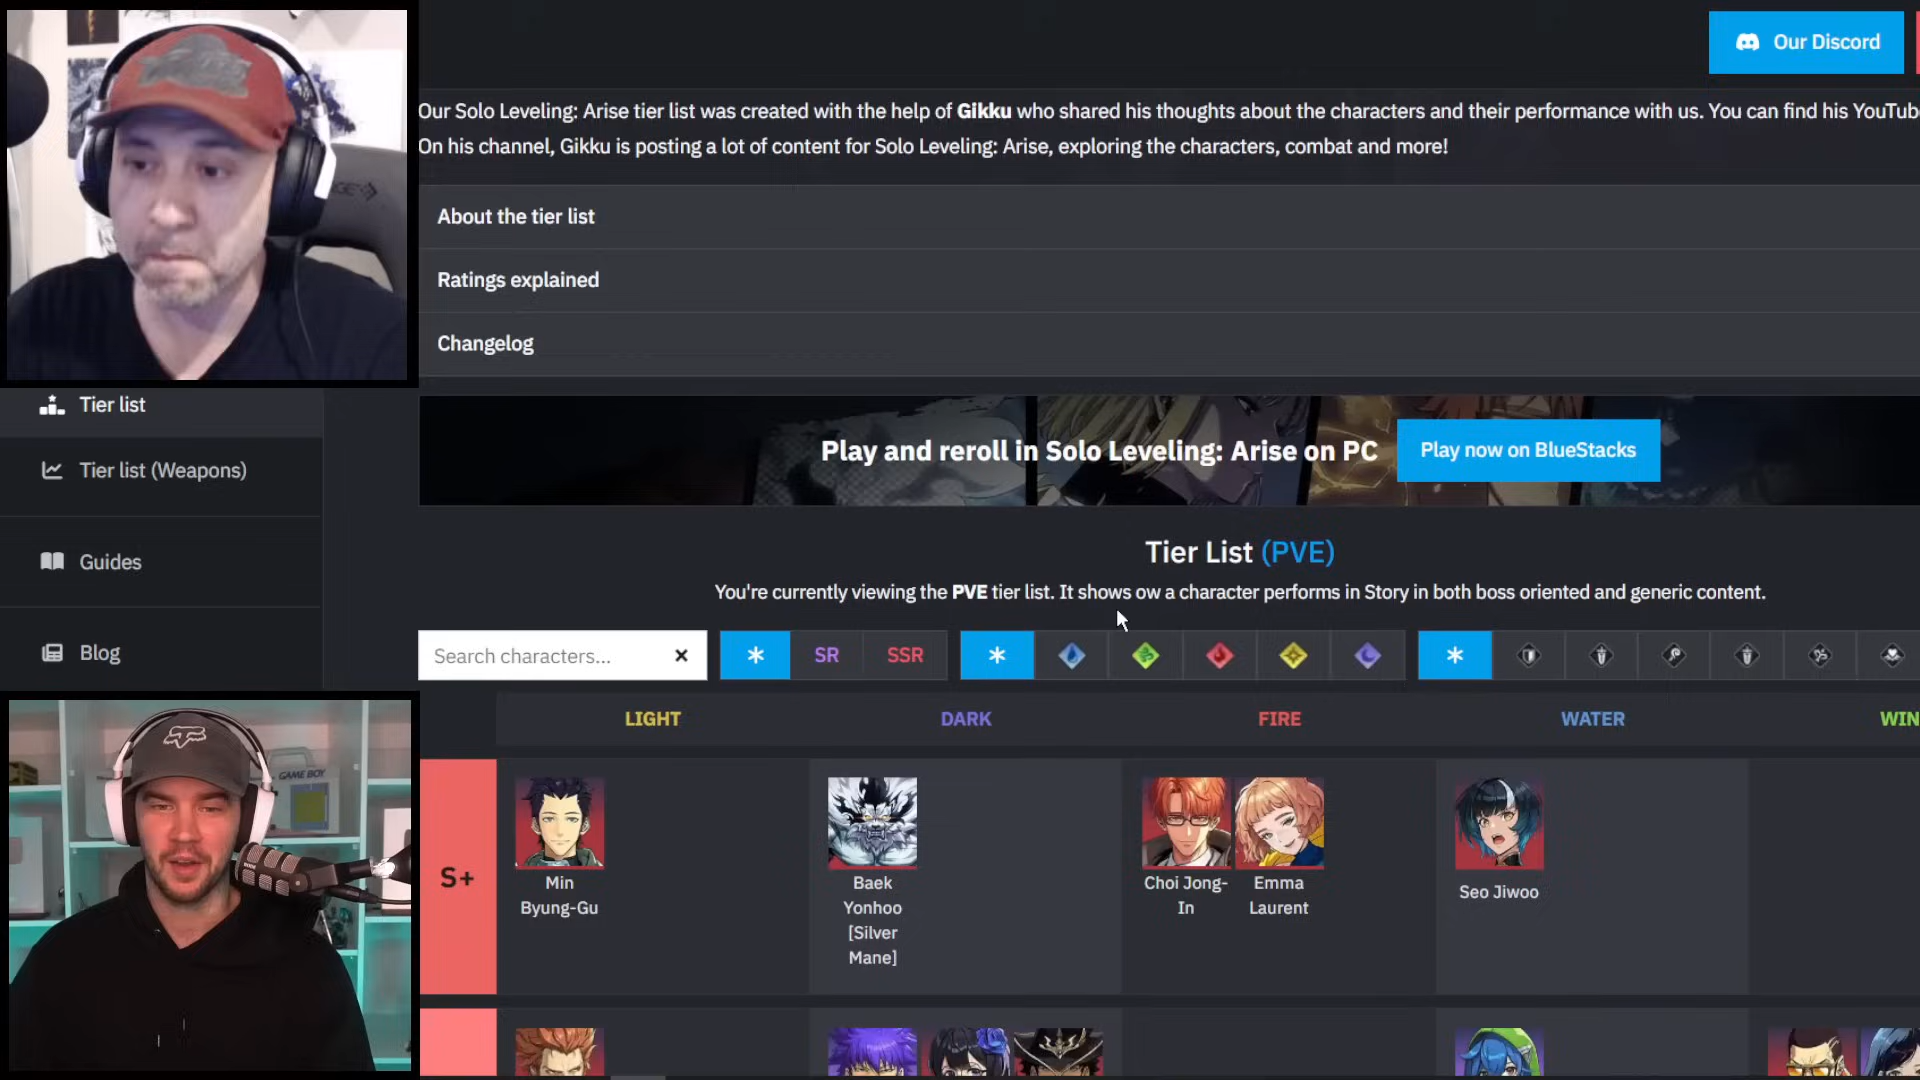 Our Discord
Our Solo Leveling: Arise tier list was created with the help of Gikku who shared his thoughts about the characters and their performance with us. You can find his YouTube
On his channel, Gikku is posting a lot of content for Solo Leveling: Arise, exploring the characters, combat and more!
About the tier list
Ratings explained
Changelog
Tier list
Tier list (Weapons)
Guides
Blog
Play and reroll in Solo Leveling: Arise on PC
Play now on BlueStacks
Tier List (PVE)
You're currently viewing the PVE tier list. It shows ow a character performs in Story in both boss oriented and generic content.
Search characters...
SR
SSR
LIGHT
DARK
FIRE
WATER
WIN
S+
Min
Byung-Gu
Baek
Yonhoo
[Silver
Mane]
Choi Jong-
In
Emma
Laurent
Seo Jiwoo
GAME BOY
FOX
RODE